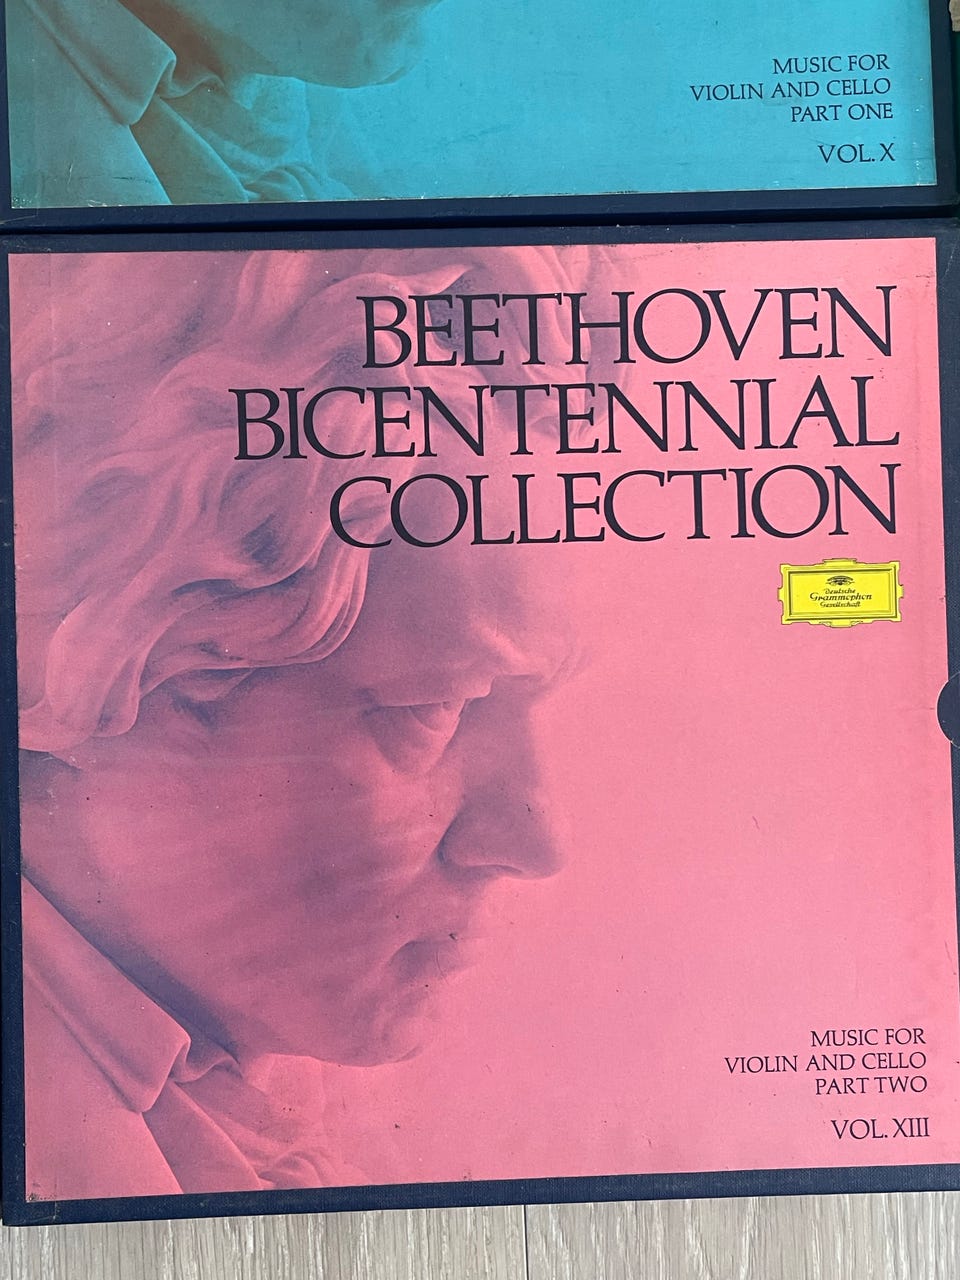 MUSIC FOR
VIOLIN AND CELLO
PART ONE
VOL. X
BEETHOVEN
BICENTENNIAL
COLLECTION
Deutsche
Grammophon
Gesellschaft
MUSIC FOR
VIOLIN AND CELLO
PART TWO
VOL. XIII